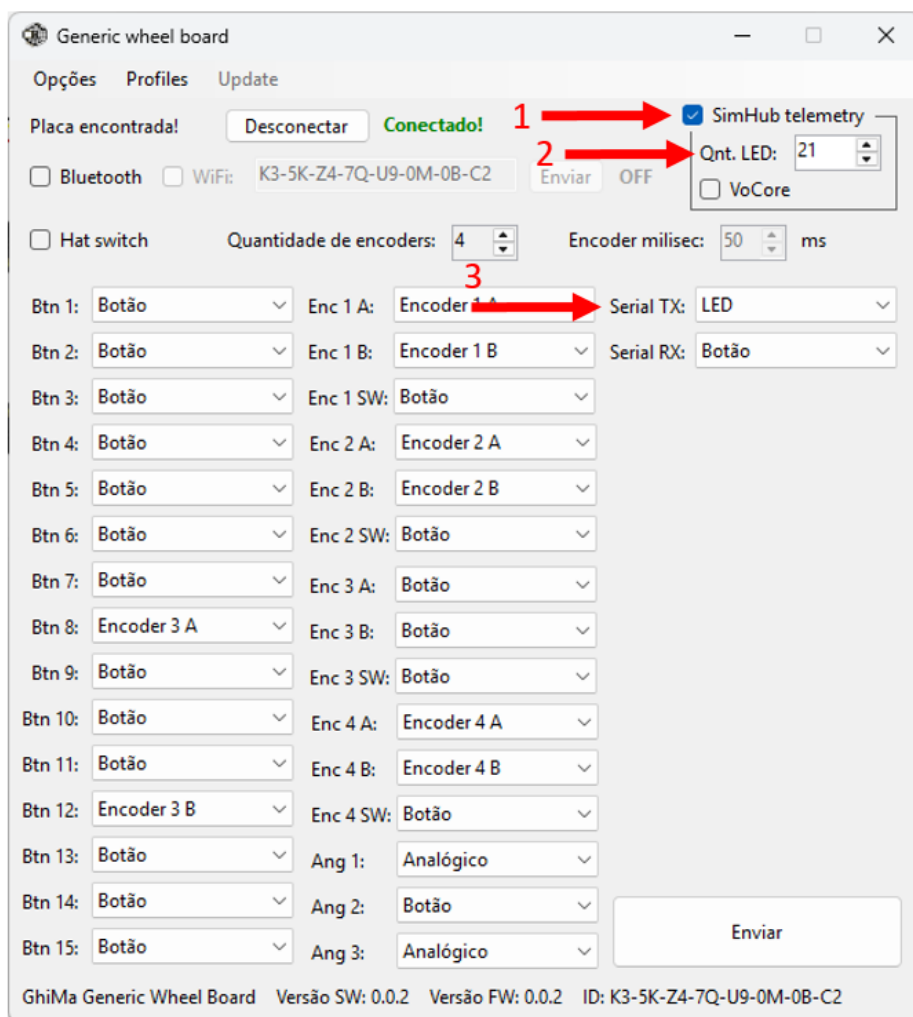 Generic wheel board
Opções Profiles Update
Placa encontrada! Desconectar Conectado! 1 SimHub telemetry
2 Qnt. LED: 21
Bluetooth WiFi: K3-5K-Z4-7Q-U9-0M-0B-C2 Enviar OFF VoCore
Hat switch Quantidade de encoders: 4 Encoder milisec: 50 ms
3
Btn 1: Botão Enc 1 A: Encoder 1 A Serial TX: LED
Btn 2: Botão Enc 1 B: Encoder 1 B Serial RX: Botão
Btn 3: Botão Enc 1 SW: Botão
Btn 4: Botão Enc 2 A: Encoder 2 A
Btn 5: Botão Enc 2 B: Encoder 2 B
Btn 6: Botão Enc 2 SW: Botão
Btn 7: Botão Enc 3 A: Botão
Btn 8: Encoder 3 A Enc 3 B: Botão
Btn 9: Botão Enc 3 SW: Botão
Btn 10: Botão Enc 4 A: Encoder 4 A
Btn 11: Botão Enc 4 B: Encoder 4 B
Btn 12: Encoder 3 B Enc 4 SW: Botão
Btn 13: Botão Ang 1: Analógico
Btn 14: Botão Ang 2: Botão
Btn 15: Botão Ang 3: Analógico
Enviar
GhiMa Generic Wheel Board Versão SW: 0.0.2 Versão FW: 0.0.2 ID: K3-5K-Z4-7Q-U9-0M-0B-C2